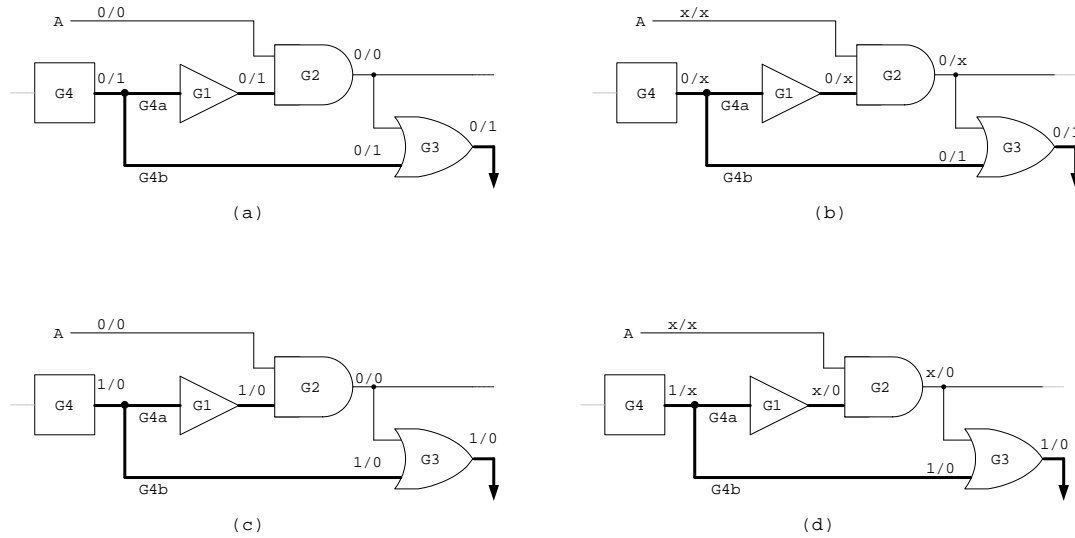 A 0/0
G4 0/1 G4a G1 0/1 G2 0/0
0/1 G3 0/1
G4b
(a)
A x/x
G4 0/x G4a G1 0/x G2 0/x
0/1 G3 0/1
G4b
(b)
A 0/0
G4 1/0 G4a G1 1/0 G2 0/0
1/0 G3 1/0
G4b
(c)
A x/x
G4 1/x G4a G1 x/0 G2 x/0
1/0 G3 1/0
G4b
(d)